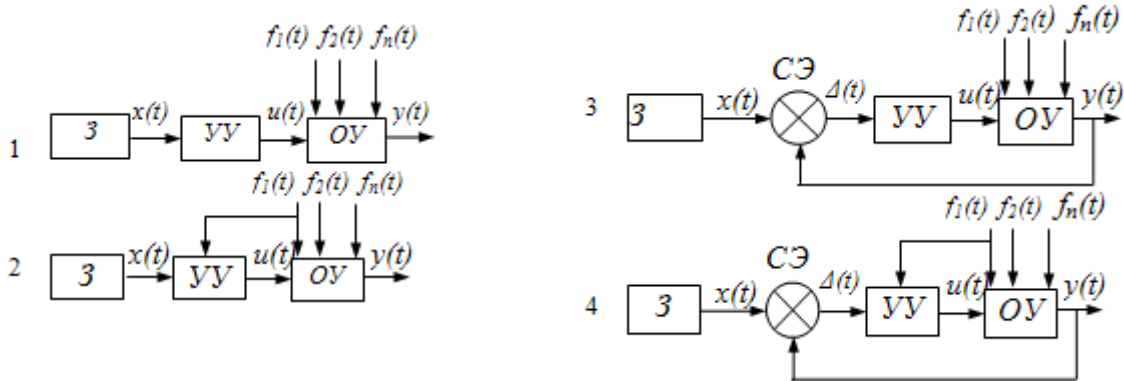 f₁(t) f₂(t) fₙ(t)
1 З x(t) УУ u(t) ОУ y(t)
f₁(t) f₂(t) fₙ(t)
2 З x(t) УУ u(t) ОУ y(t)
f₁(t) f₂(t) fₙ(t)
СЭ
3 З x(t) Δ(t) УУ u(t) ОУ y(t)
f₁(t) f₂(t) fₙ(t)
СЭ
4 З x(t) Δ(t) УУ u(t) ОУ y(t)